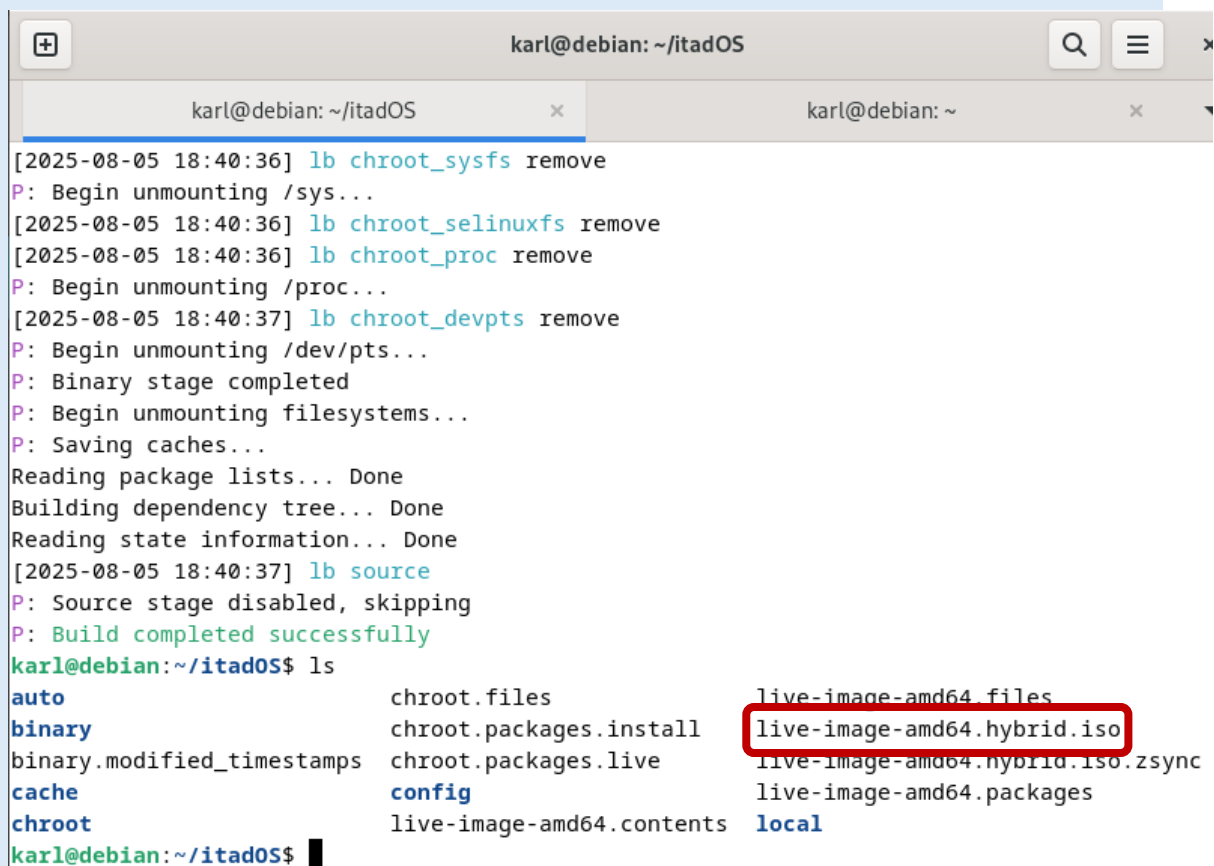 karl@debian: ~/itadOS
karl@debian: ~/itadOS × karl@debian: ~ ×
[2025-08-05 18:40:36] lb chroot_sysfs remove
P: Begin unmounting /sys...
[2025-08-05 18:40:36] lb chroot_selinuxfs remove
[2025-08-05 18:40:36] lb chroot_proc remove
P: Begin unmounting /proc...
[2025-08-05 18:40:37] lb chroot_devpts remove
P: Begin unmounting /dev/pts...
P: Binary stage completed
P: Begin unmounting filesystems...
P: Saving caches...
Reading package lists... Done
Building dependency tree... Done
Reading state information... Done
[2025-08-05 18:40:37] lb source
P: Source stage disabled, skipping
P: Build completed successfully
karl@debian:~/itadOS$ ls
auto chroot.files live-image-amd64.files
binary chroot.packages.install live-image-amd64.hybrid.iso
binary.modified_timestamps chroot.packages.live live-image-amd64.hybrid.iso.zsync
cache config live-image-amd64.packages
chroot live-image-amd64.contents local
karl@debian:~/itadOS$